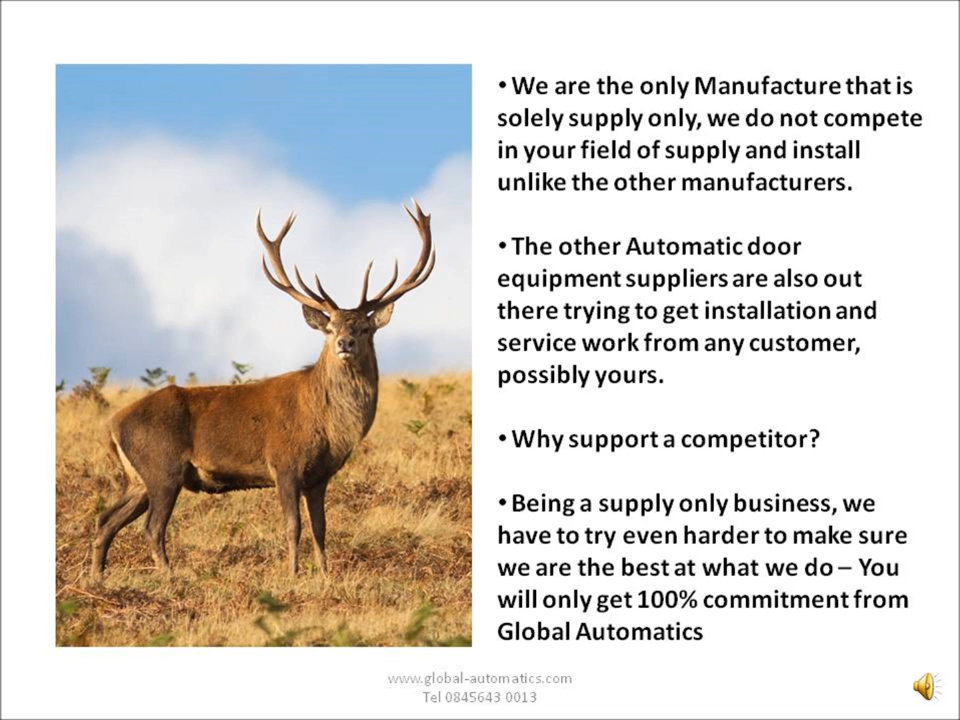 • We are the only Manufacture that is
solely supply only, we do not compete
in your field of supply and install
unlike the other manufacturers.
• The other Automatic door
equipment suppliers are also out
there trying to get installation and
service work from any customer,
possibly yours.
• Why support a competitor?
• Being a supply only business, we
have to try even harder to make sure
we are the best at what we do – You
will only get 100% commitment from
Global Automatics
www.global-automatics.com
Tel 0845643 0013